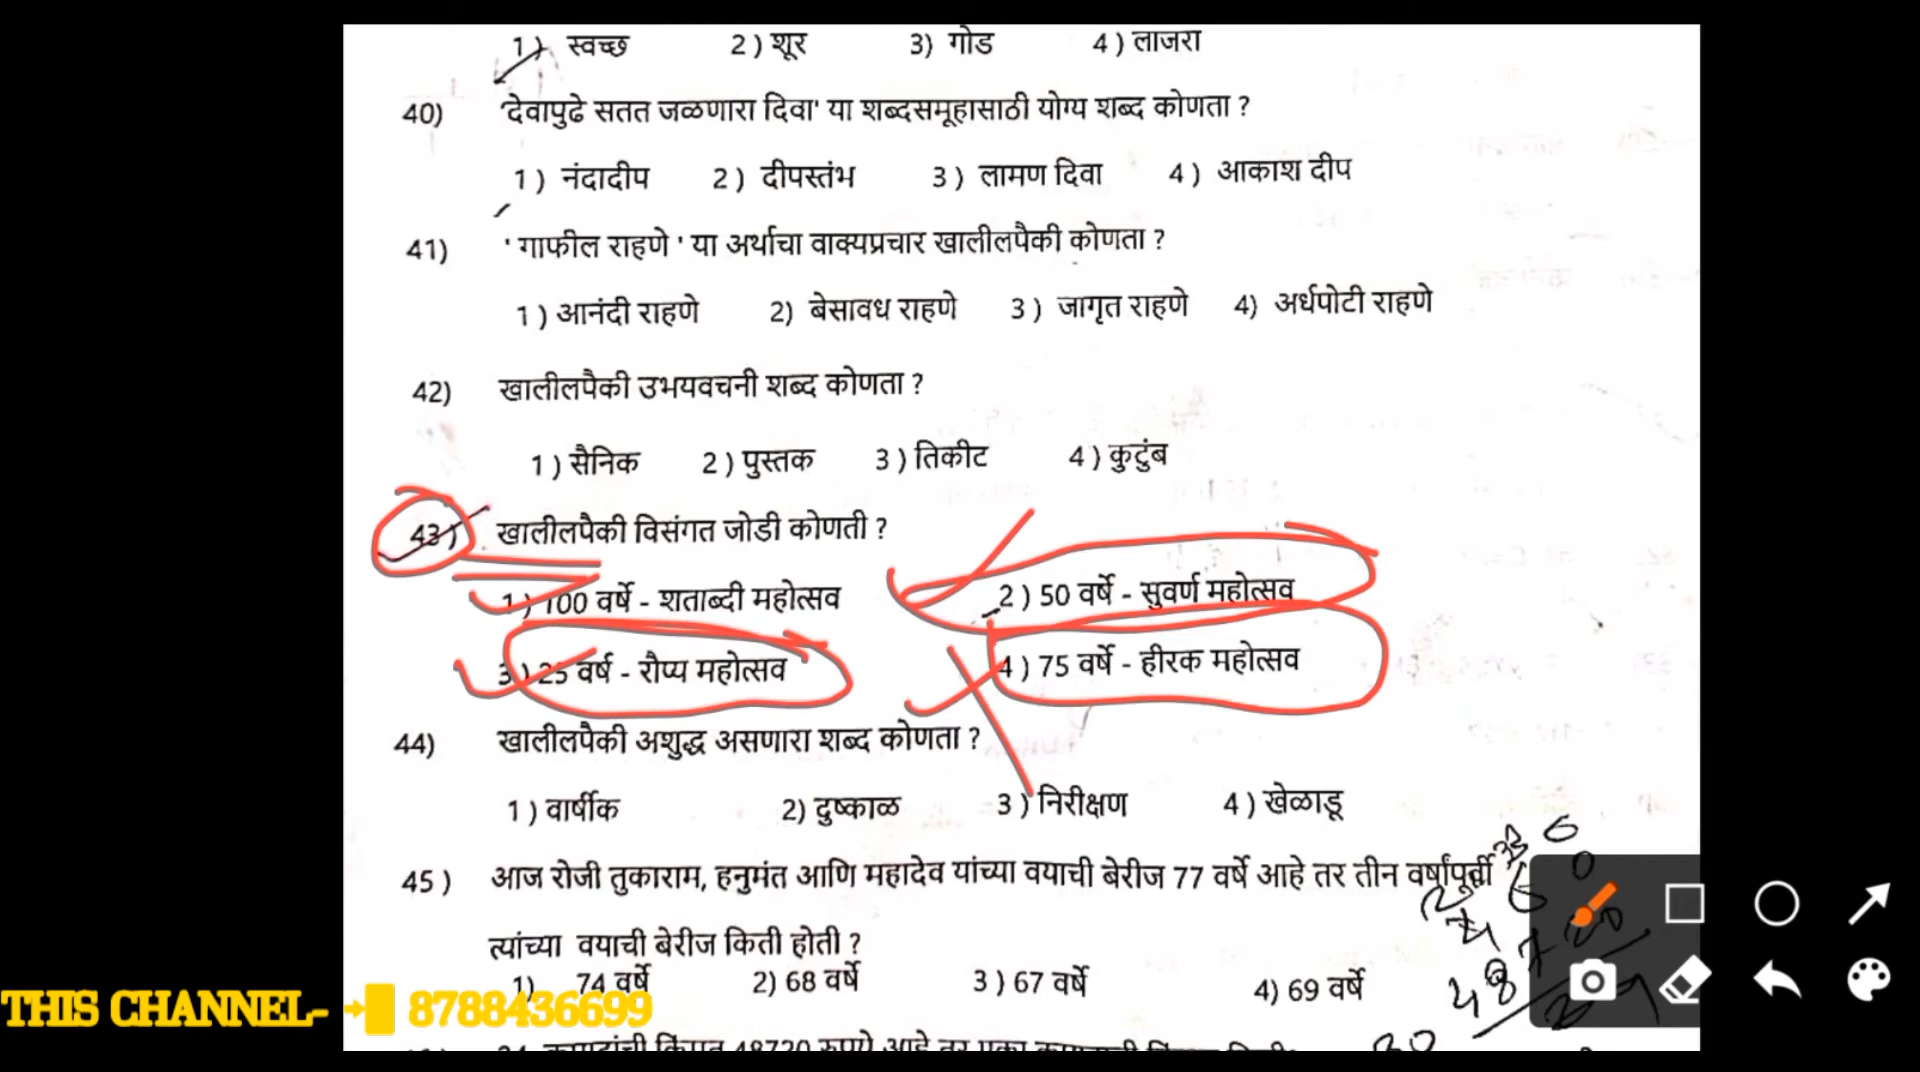 1) स्वच्छ 2) शूर 3) गोड 4) लाजरा
40) 'देवापुढे सतत जळणारा दिवा' या शब्दसमूहासाठी योग्य शब्द कोणता ?
1) नंदादीप 2) दीपस्तंभ 3) लामण दिवा 4) आकाश दीप
41) ' गाफील राहणे ' या अर्थाचा वाक्यप्रचार खालीलपैकी कोणता ?
1) आनंदी राहणे 2) बेसावध राहणे 3) जागृत राहणे 4) अर्धपोटी राहणे
42) खालीलपैकी उभयवचनी शब्द कोणता ?
1) सैनिक 2) पुस्तक 3) तिकीट 4) कुटुंब
43) खालीलपैकी विसंगत जोडी कोणती ?
1) 100 वर्षे - शताब्दी महोत्सव 2) 50 वर्षे - सुवर्ण महोत्सव
3) 25 वर्ष - रौप्य महोत्सव 4) 75 वर्षे - हीरक महोत्सव
44) खालीलपैकी अशुद्ध असणारा शब्द कोणता ?
1) वार्षीक 2) दुष्काळ 3) निरीक्षण 4) खेळाडू
45) आज रोजी तुकाराम, हनुमंत आणि महादेव यांच्या वयाची बेरीज 77 वर्षे आहे तर तीन वर्षांपूर्वी
त्यांच्या वयाची बेरीज किती होती ?
1) 74 वर्षे 2) 68 वर्षे 3) 67 वर्षे 4) 69 वर्षे
THIS CHANNEL- 8788436699